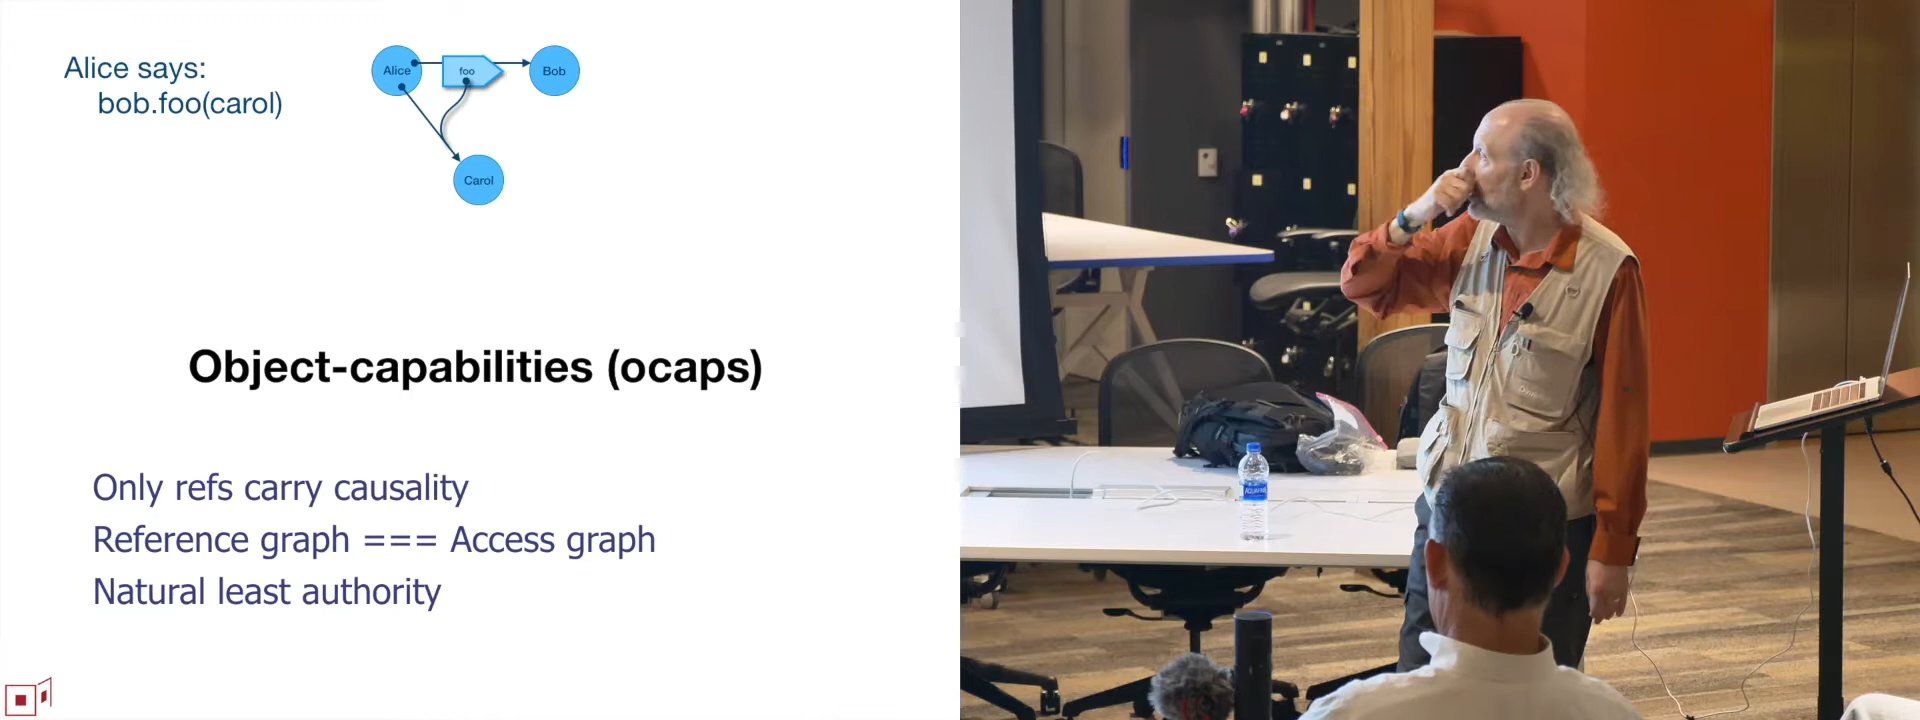 Alice says:
bob.foo(carol)
Alice
foo
Bob
Carol
Object-capabilities (ocaps)
Only refs carry causality
Reference graph === Access graph
Natural least authority
AQUAFINA